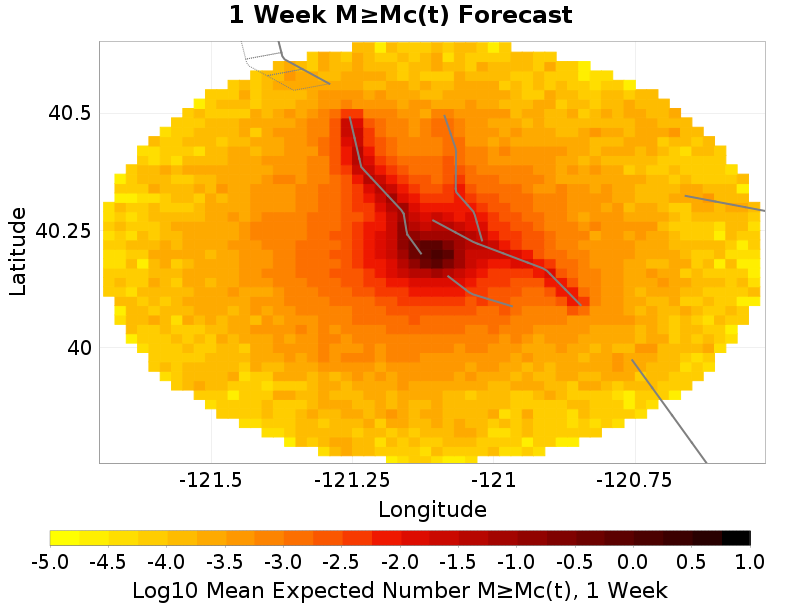 1 Week M≥Mc(t) Forecast
40.5
40.25
40
Latitude
-121.5 -121.25 -121 -120.75
Longitude
-5.0 -4.5 -4.0 -3.5 -3.0 -2.5 -2.0 -1.5 -1.0 -0.5 0.0 0.5 1.0
Log10 Mean Expected Number M≥Mc(t), 1 Week